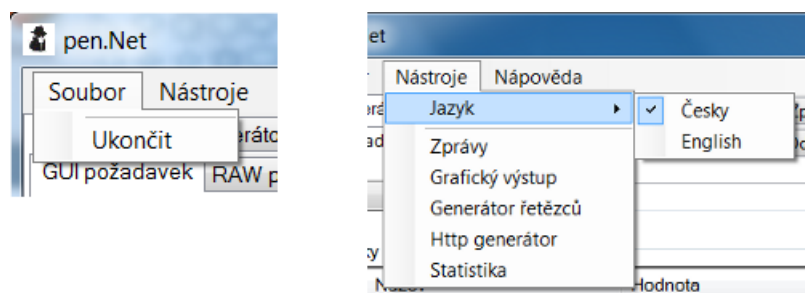 pen.Net
Soubor Nástroje
Ukončit
GUI požadavek RAW
et
Nástroje Nápověda
Jazyk
Česky
English
Zprávy
Grafický výstup
Generátor řetězců
Http generátor
Statistika
Hodnota